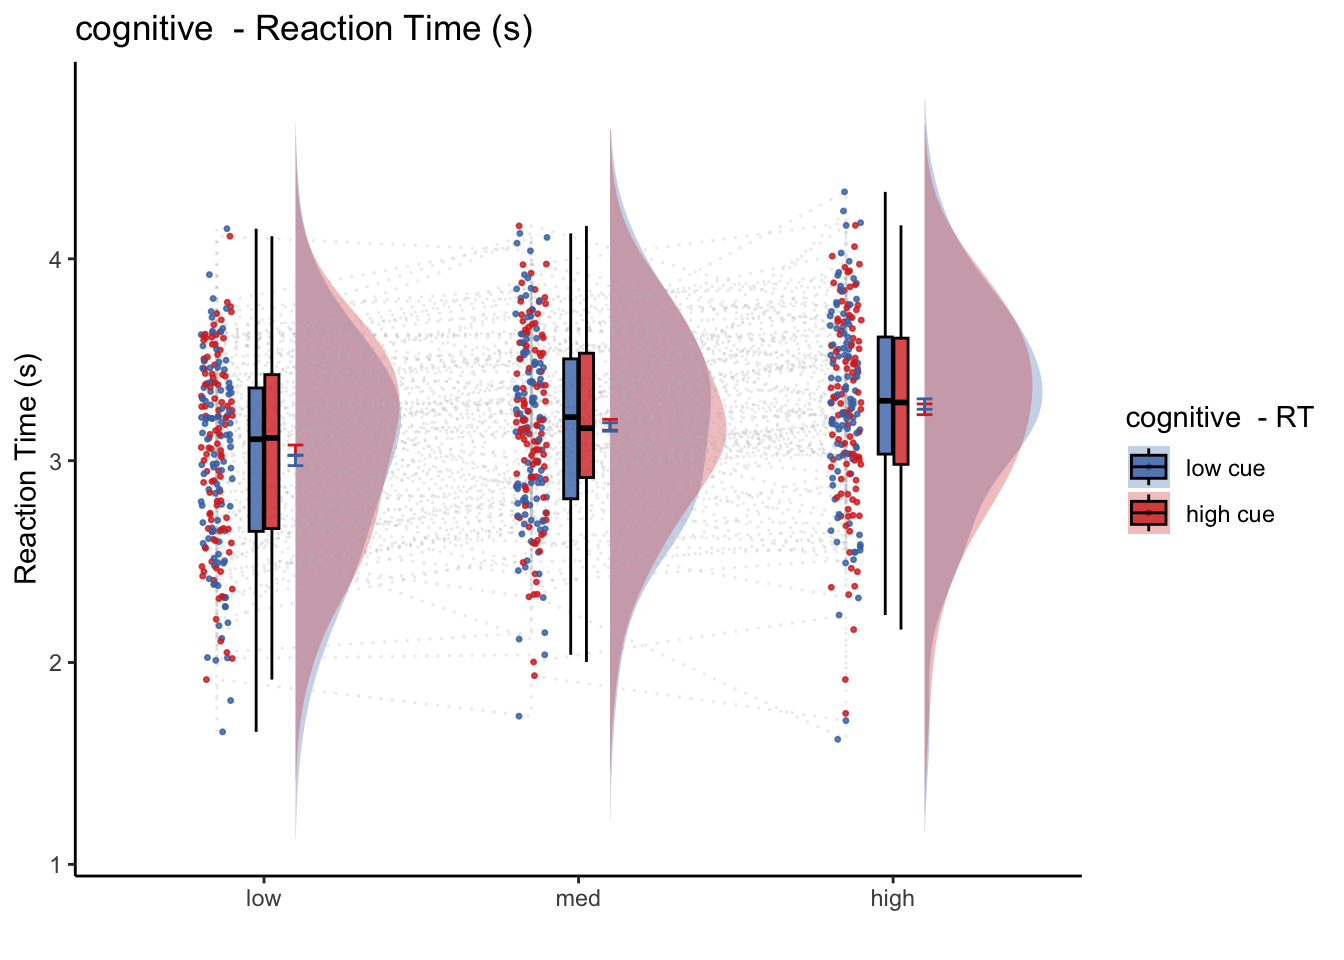 cognitive  - Reaction Time (s)
Reaction Time (s)
4
3
2
1
low
med
high
cognitive  - RT
low cue
high cue